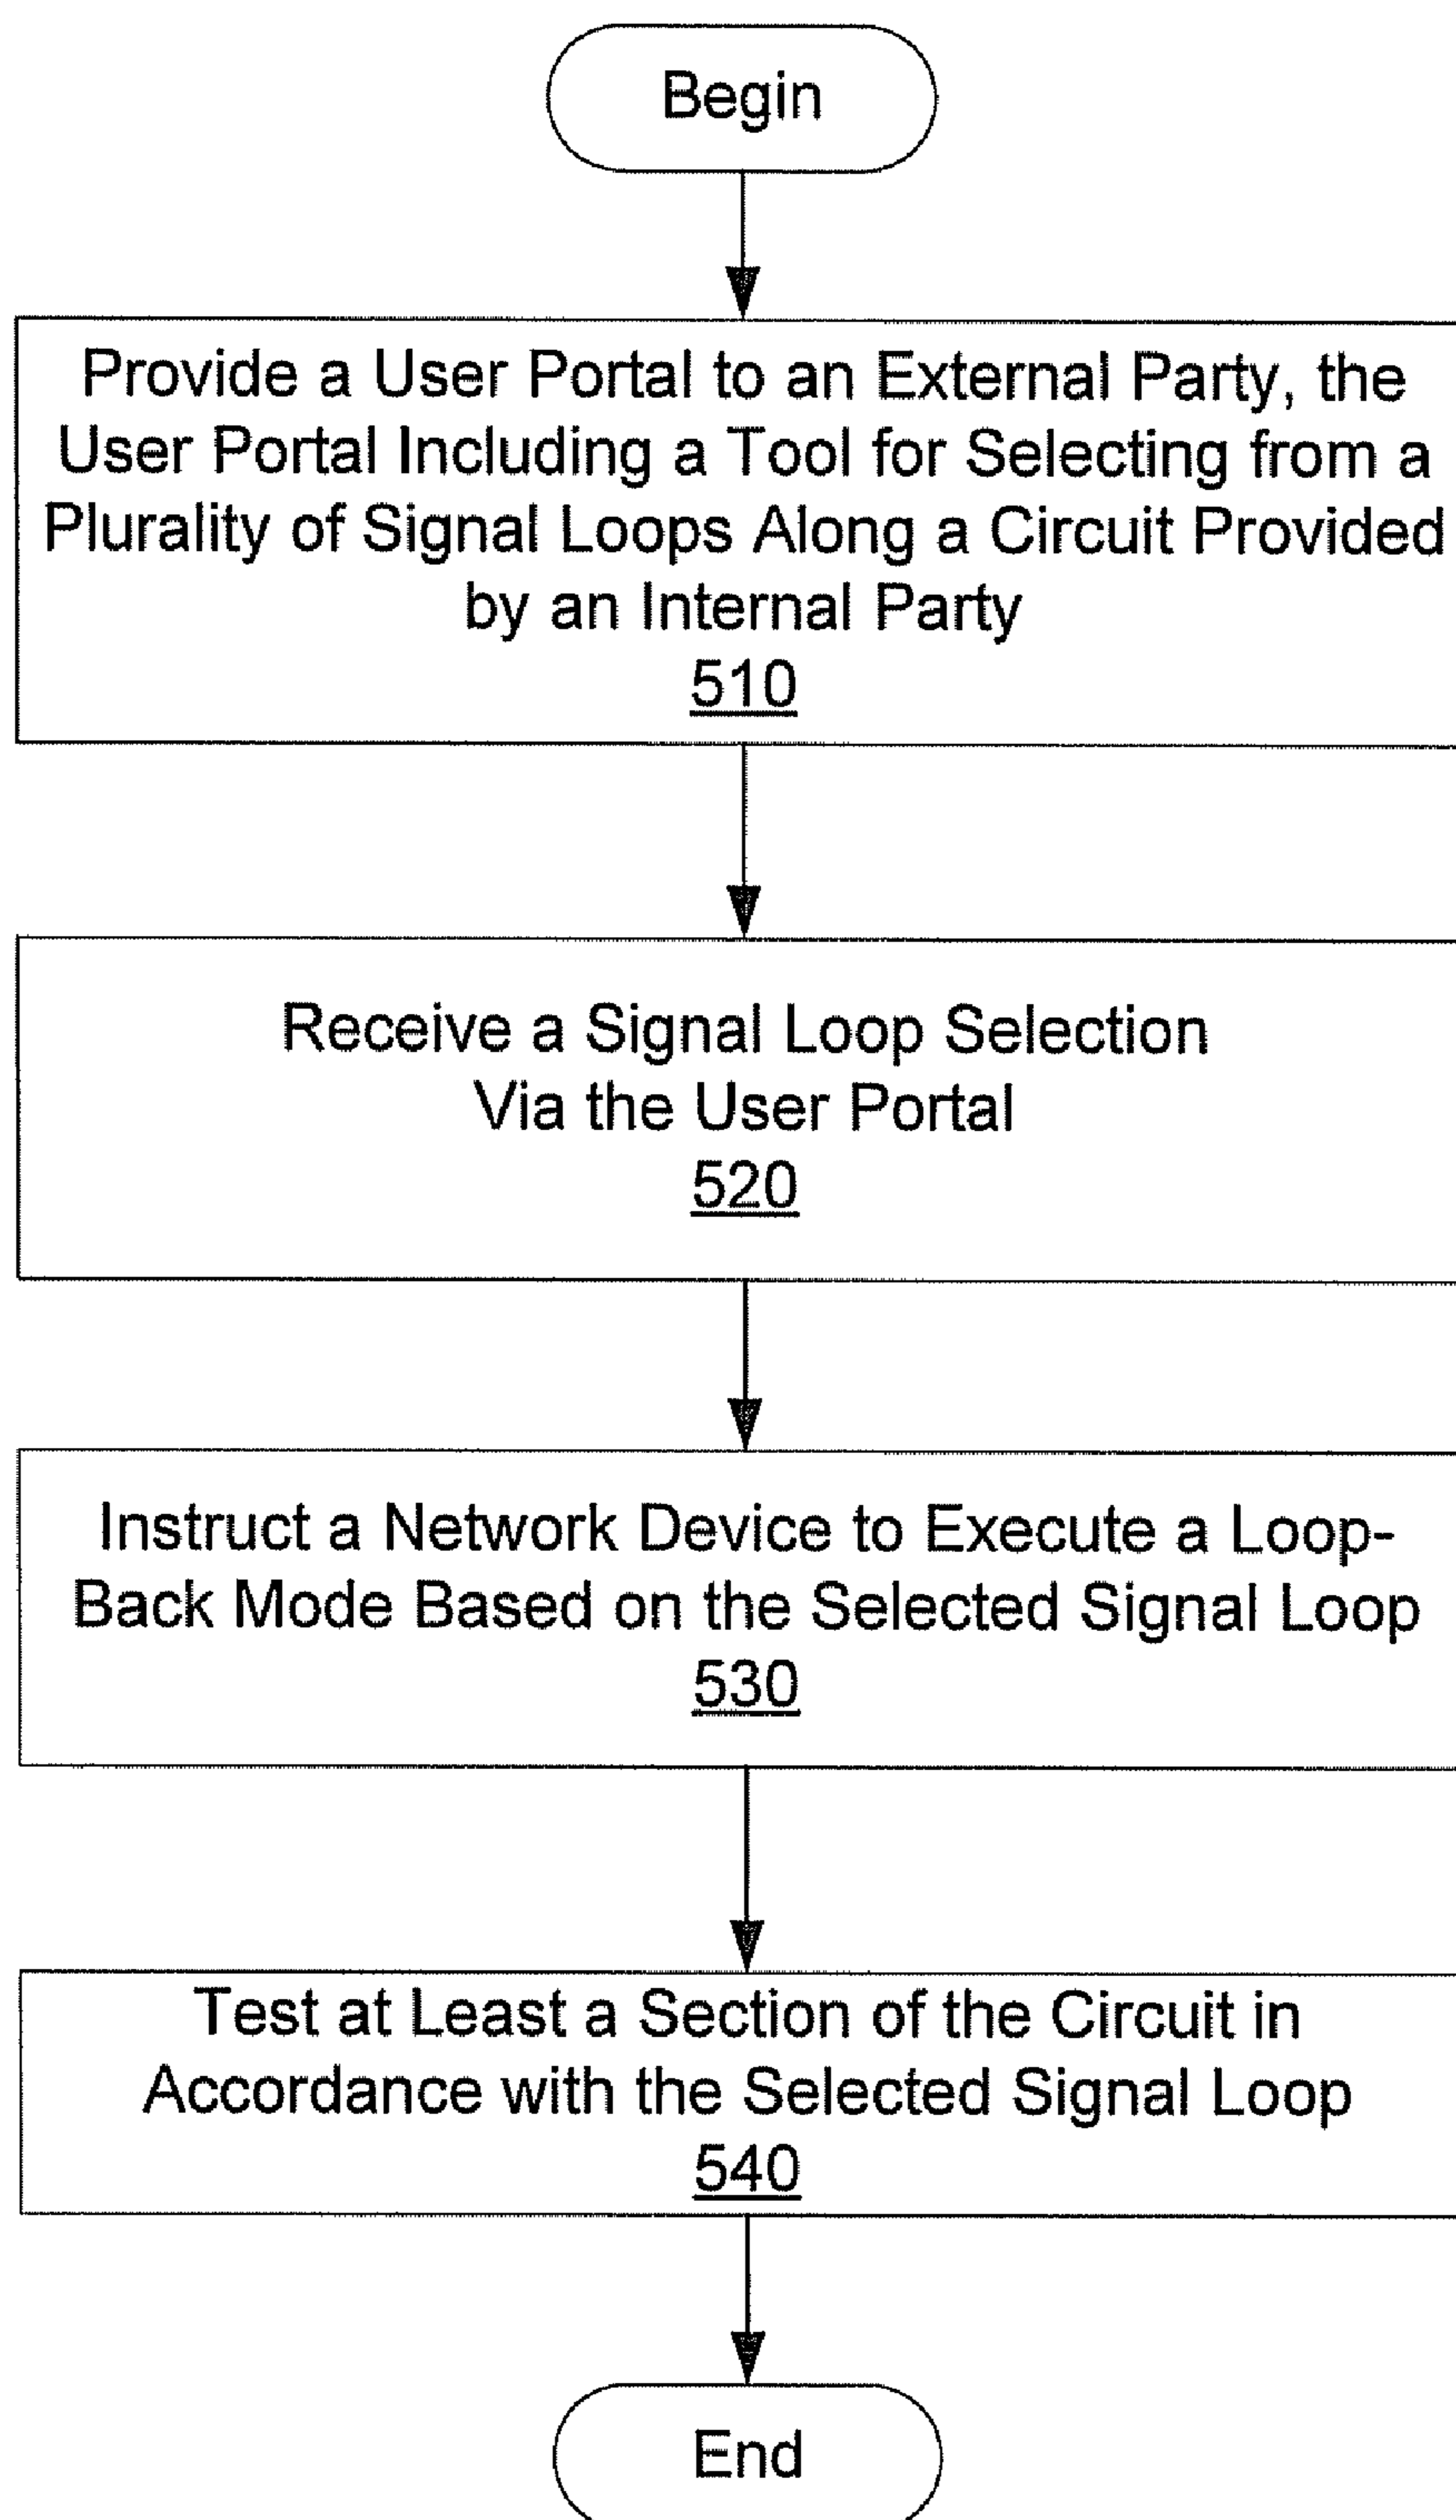 Begin
Provide a User Portal to an External Party, the
User Portal Including a Tool for Selecting from a
Plurality of Signal Loops Along a Circuit Provided
by an Internal Party
510
Receive a Signal Loop Selection
Via the User Portal
520
Instruct a Network Device to Execute a Loop-
Back Mode Based on the Selected Signal Loop
530
Test at Least a Section of the Circuit in
Accordance with the Selected Signal Loop
540
End